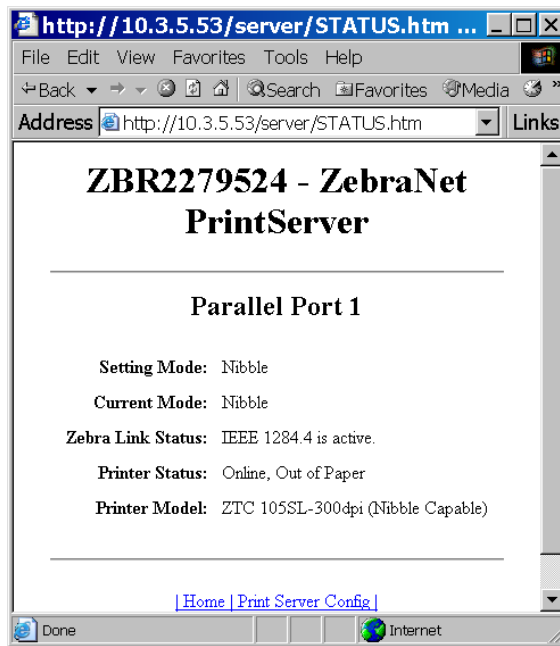 http://10.3.5.53/server/STATUS.htm ...
File Edit View Favorites Tools Help
Back Search Favorites Media »
Address http://10.3.5.53/server/STATUS.htm Links
ZBR2279524 - ZebraNet
PrintServer
Parallel Port 1
Setting Mode: Nibble
Current Mode: Nibble
Zebra Link Status: IEEE 1284.4 is active.
Printer Status: Online, Out of Paper
Printer Model: ZTC 105SL-300dpi (Nibble Capable)
| Home | Print Server Config |
Done Internet